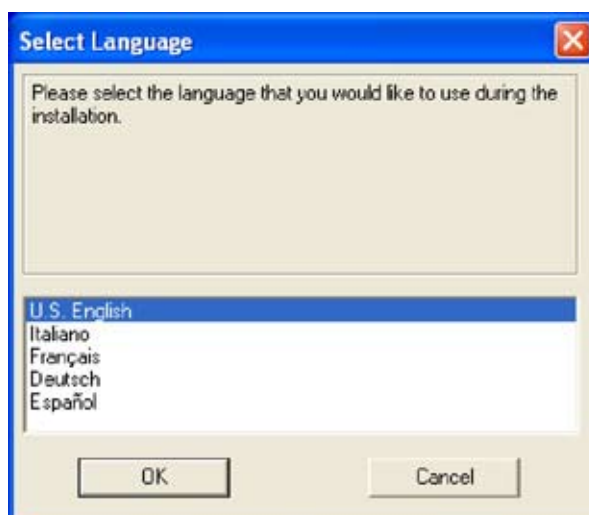 Select Language
Please select the language that you would like to use during the
installation.
U.S. English
Italiano
Français
Deutsch
Español
OK
Cancel